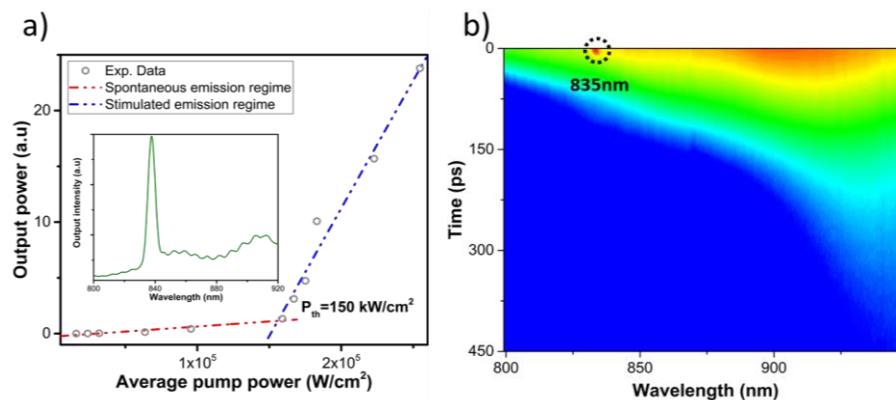 a)
Exp. Data
Spontaneous emission regime
Stimulated emission regime
Output power (a.u)
20
10
0
Output intensity (a.u)
800 840 880 920
Wavelength (nm)
P_th=150 kW/cm²
1x10⁵ 2x10⁵
Average pump power (W/cm²)
b)
835nm
Time (ps)
0
150
300
450
800 850 900
Wavelength (nm)